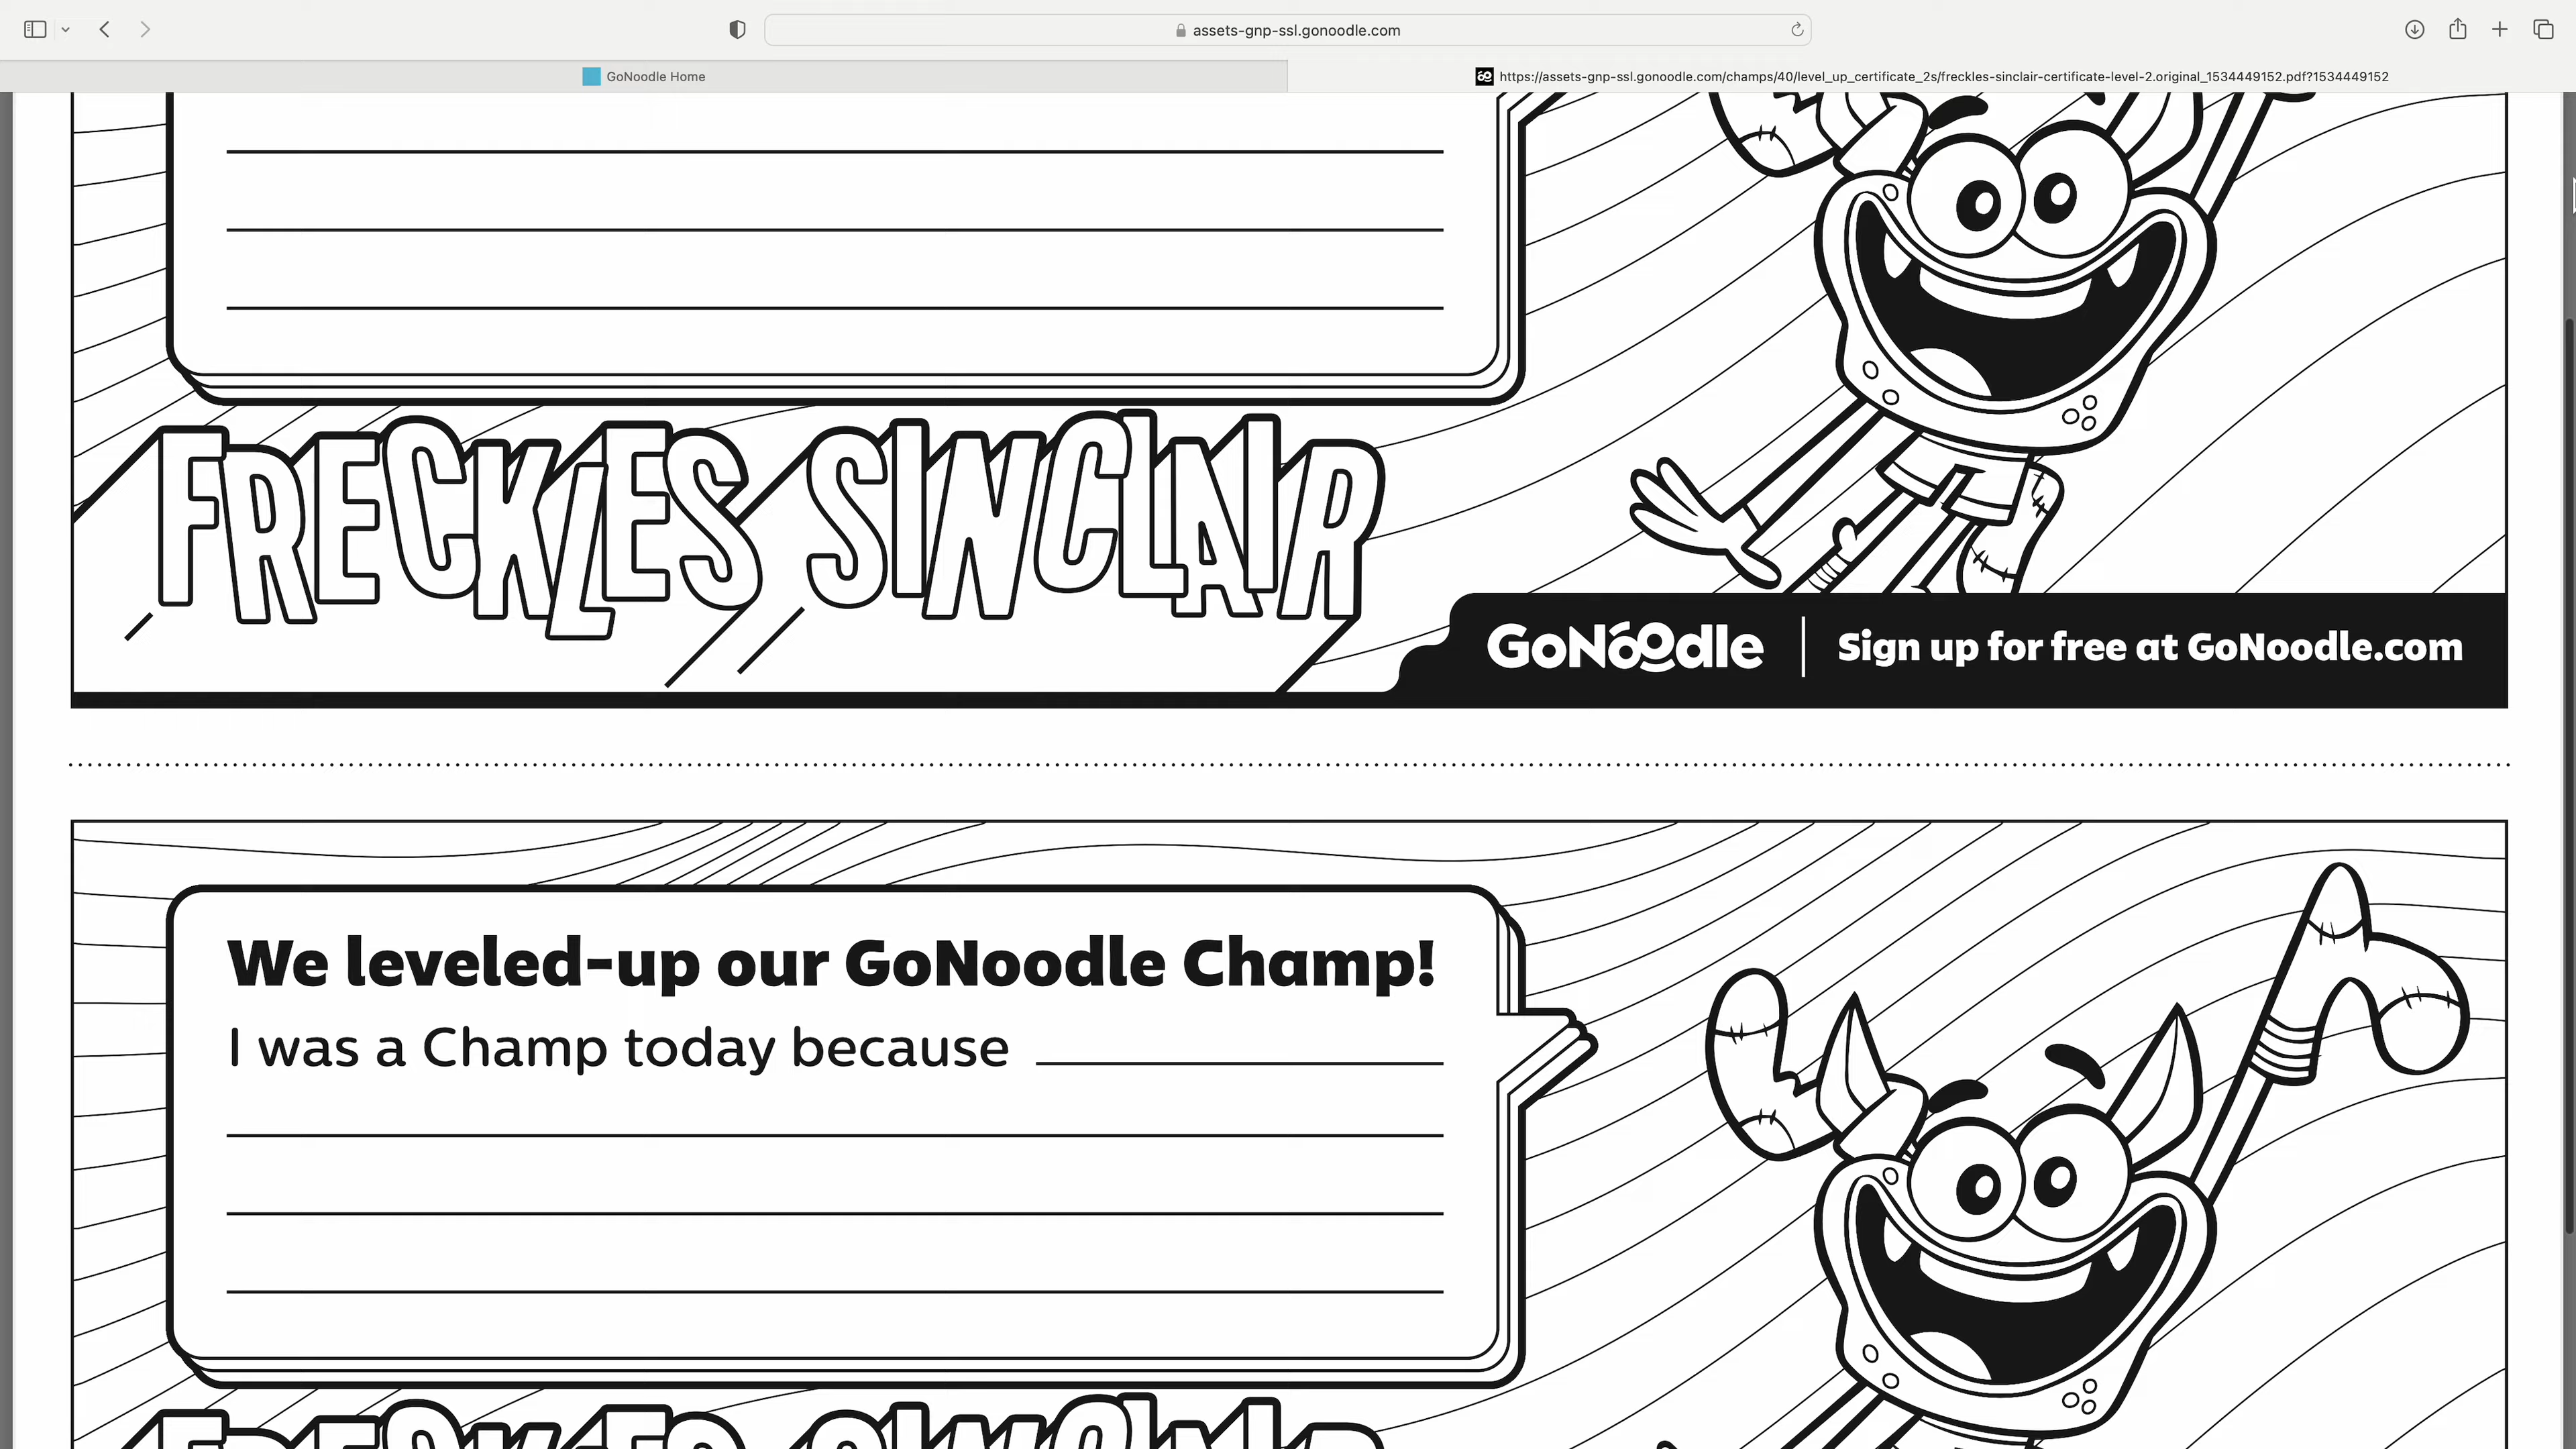 assets-gnp-ssl.gonoodle.com
GoNoodle Home
https://assets-gnp-ssl.gonoodle.com/champs/40/level_up_certificate_2s/freckles-sinclair-certificate-level-2.original_1534449152.pdf?1534449152
FRECKLES SINCLAIR
GoNoodle
Sign up for free at GoNoodle.com
We leveled-up our GoNoodle Champ!
I was a Champ today because
FRECKLES SINCLAIR